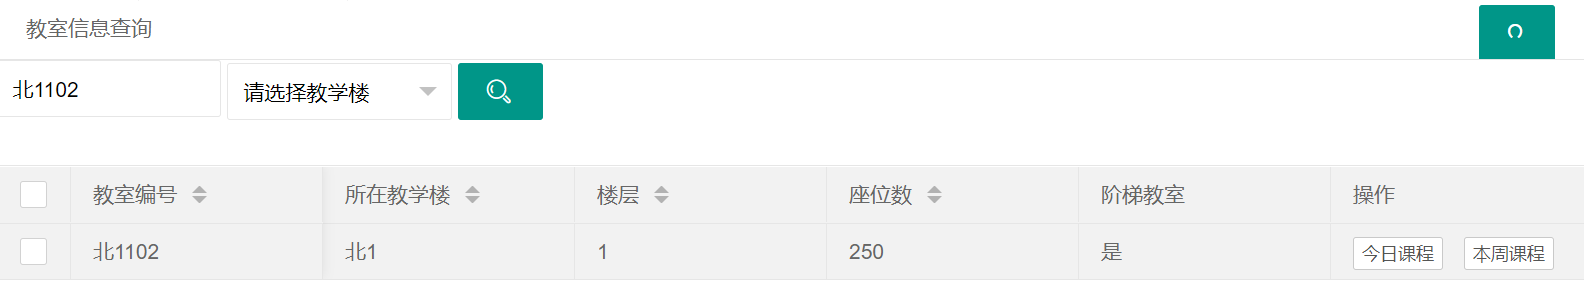 教室信息查询
北1102 请选择教学楼
教室编号 所在教学楼 楼层 座位数 阶梯教室 操作
北1102 北1 1 250 是 今日课程 本周课程